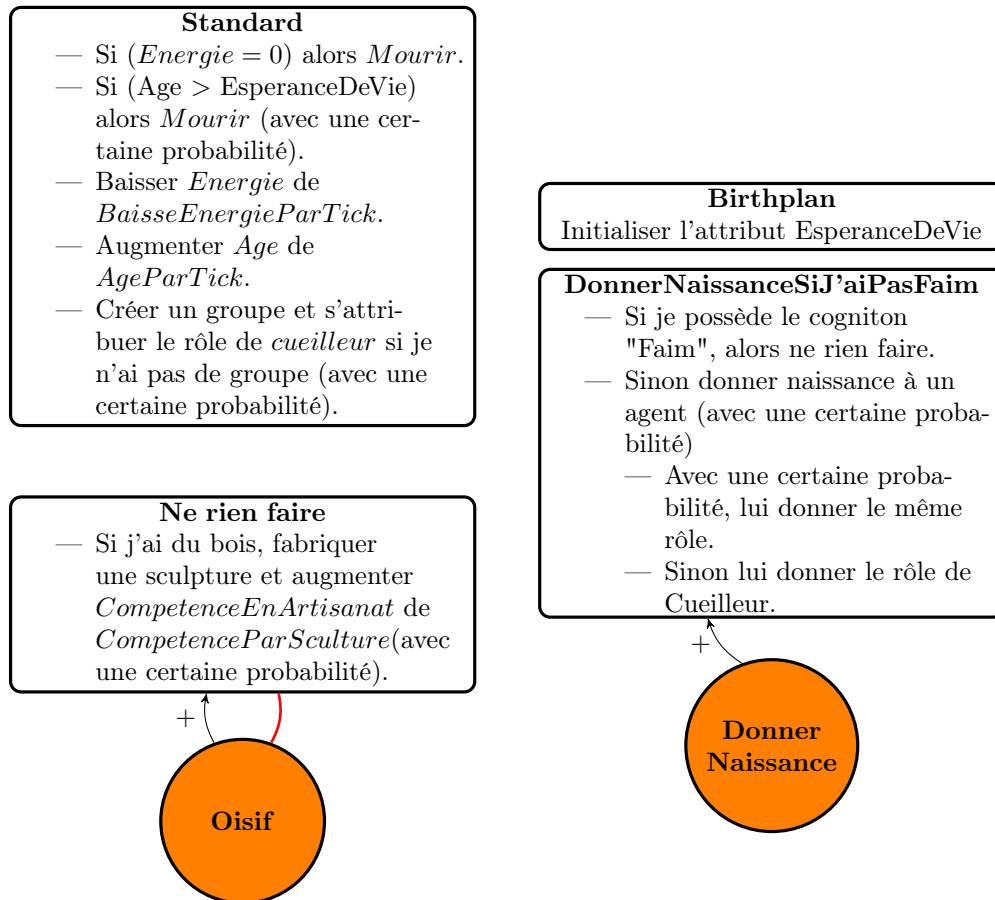 Standard
— Si (Energie = 0) alors Mourir.
— Si (Age > EsperanceDeVie)
alors Mourir (avec une cer-
taine probabilité).
— Baisser Energie de
BaisseEnergieParTick.
— Augmenter Age de
AgeParTick.
— Créer un groupe et s'attri-
buer le rôle de cueilleur si je
n'ai pas de groupe (avec une
certaine probabilité).
Ne rien faire
— Si j'ai du bois, fabriquer
une sculpture et augmenter
CompetenceEnArtisanat de
CompetenceParSculture(avec
une certaine probabilité).
+
Oisif
Birthplan
Initialiser l'attribut EsperanceDeVie
DonnerNaissanceSiJ'aiPasFaim
— Si je possède le cogniton
"Faim", alors ne rien faire.
— Sinon donner naissance à un
agent (avec une certaine proba-
bilité)
— Avec une certaine proba-
bilité, lui donner le même
rôle.
— Sinon lui donner le rôle de
Cueilleur.
+
Donner
Naissance